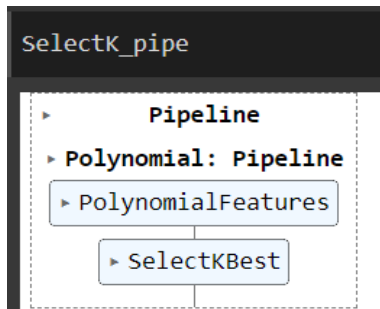 SelectK_pipe
Pipeline
Polynomial: Pipeline
PolynomialFeatures
SelectKBest